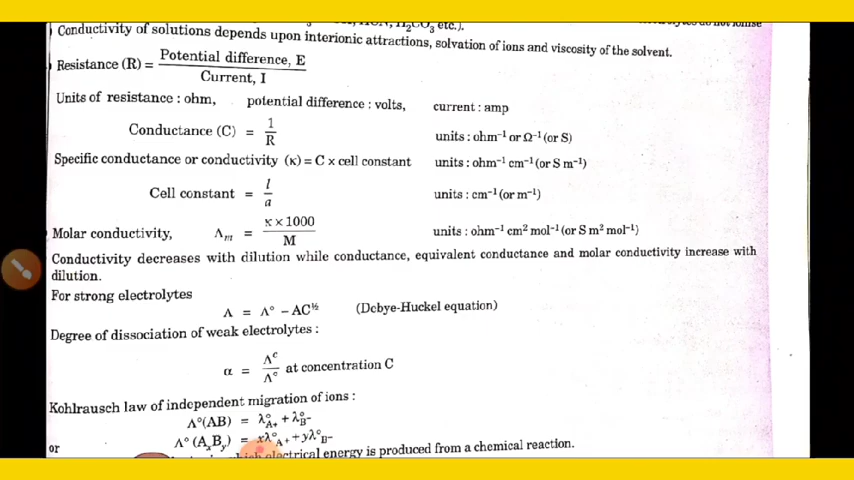 H₂CO₃ etc.).
Conductivity of solutions depends upon interionic attractions, solvation of ions and viscosity of the solvent.
Resistance (R) = Potential difference, E / Current, I
Units of resistance : ohm, potential difference : volts, current : amp
Conductance (C) = 1 / R units : ohm⁻¹ or Ω⁻¹ (or S)
Specific conductance or conductivity (κ) = C × cell constant units : ohm⁻¹ cm⁻¹ (or S m⁻¹)
Cell constant = l / a units : cm⁻¹ (or m⁻¹)
Molar conductivity, Λₘ = κ × 1000 / M units : ohm⁻¹ cm² mol⁻¹ (or S m² mol⁻¹)
Conductivity decreases with dilution while conductance, equivalent conductance and molar conductivity increase with
dilution.
For strong electrolytes
Λ = Λ° – AC^½ (Debye-Huckel equation)
Degree of dissociation of weak electrolytes :
α = Λᶜ / Λ° at concentration C
Kohlrausch law of independent migration of ions :
Λ°(AB) = λ°A+ + λ°B–
or Λ°(AₓBᵧ) = xλ°A+ + yλ°B–
electrical energy is produced from a chemical reaction.